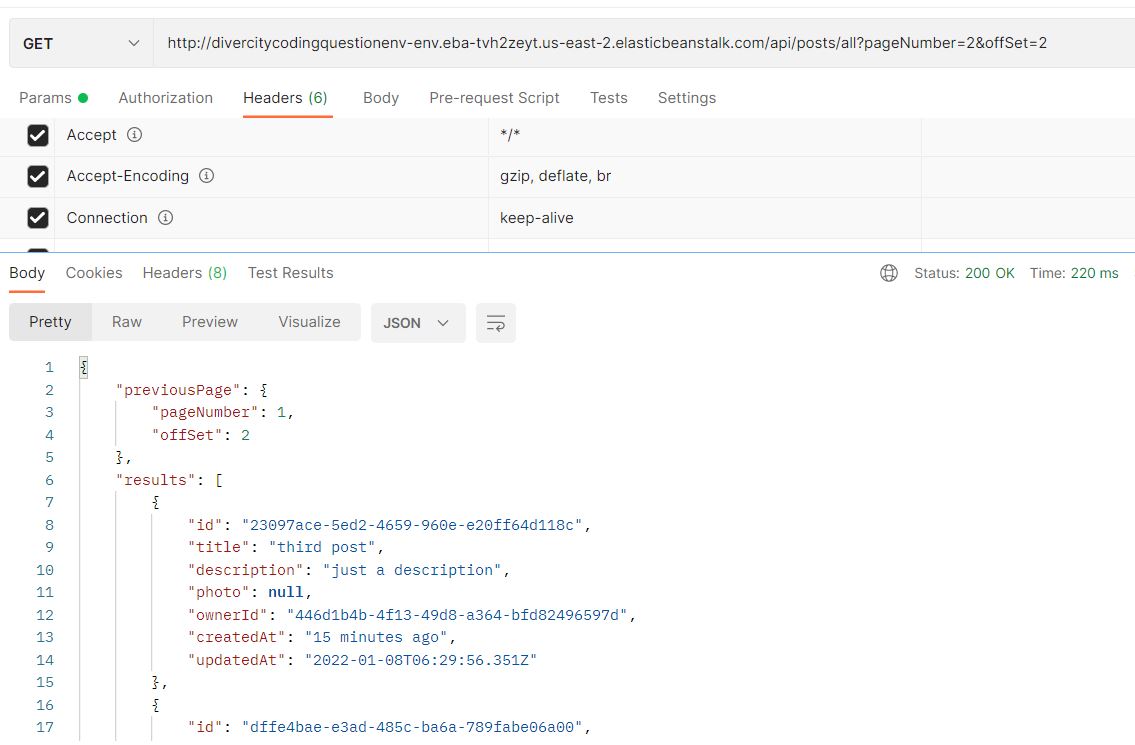 GET http://divercitycodingquestionenv-env.eba-tvh2zeyt.us-east-2.elasticbeanstalk.com/api/posts/all?pageNumber=2&offSet=2
Params Authorization Headers (6) Body Pre-request Script Tests Settings
Accept */*
Accept-Encoding gzip, deflate, br
Connection keep-alive
Body Cookies Headers (8) Test Results Status: 200 OK Time: 220 ms
Pretty Raw Preview Visualize JSON
1 {
2 "previousPage": {
3 "pageNumber": 1,
4 "offSet": 2
5 },
6 "results": [
7 {
8 "id": "23097ace-5ed2-4659-960e-e20ff64d118c",
9 "title": "third post",
10 "description": "just a description",
11 "photo": null,
12 "ownerId": "446d1b4b-4f13-49d8-a364-bfd82496597d",
13 "createdAt": "15 minutes ago",
14 "updatedAt": "2022-01-08T06:29:56.351Z"
15 },
16 {
17 "id": "dffe4bae-e3ad-485c-ba6a-789fabe06a00",